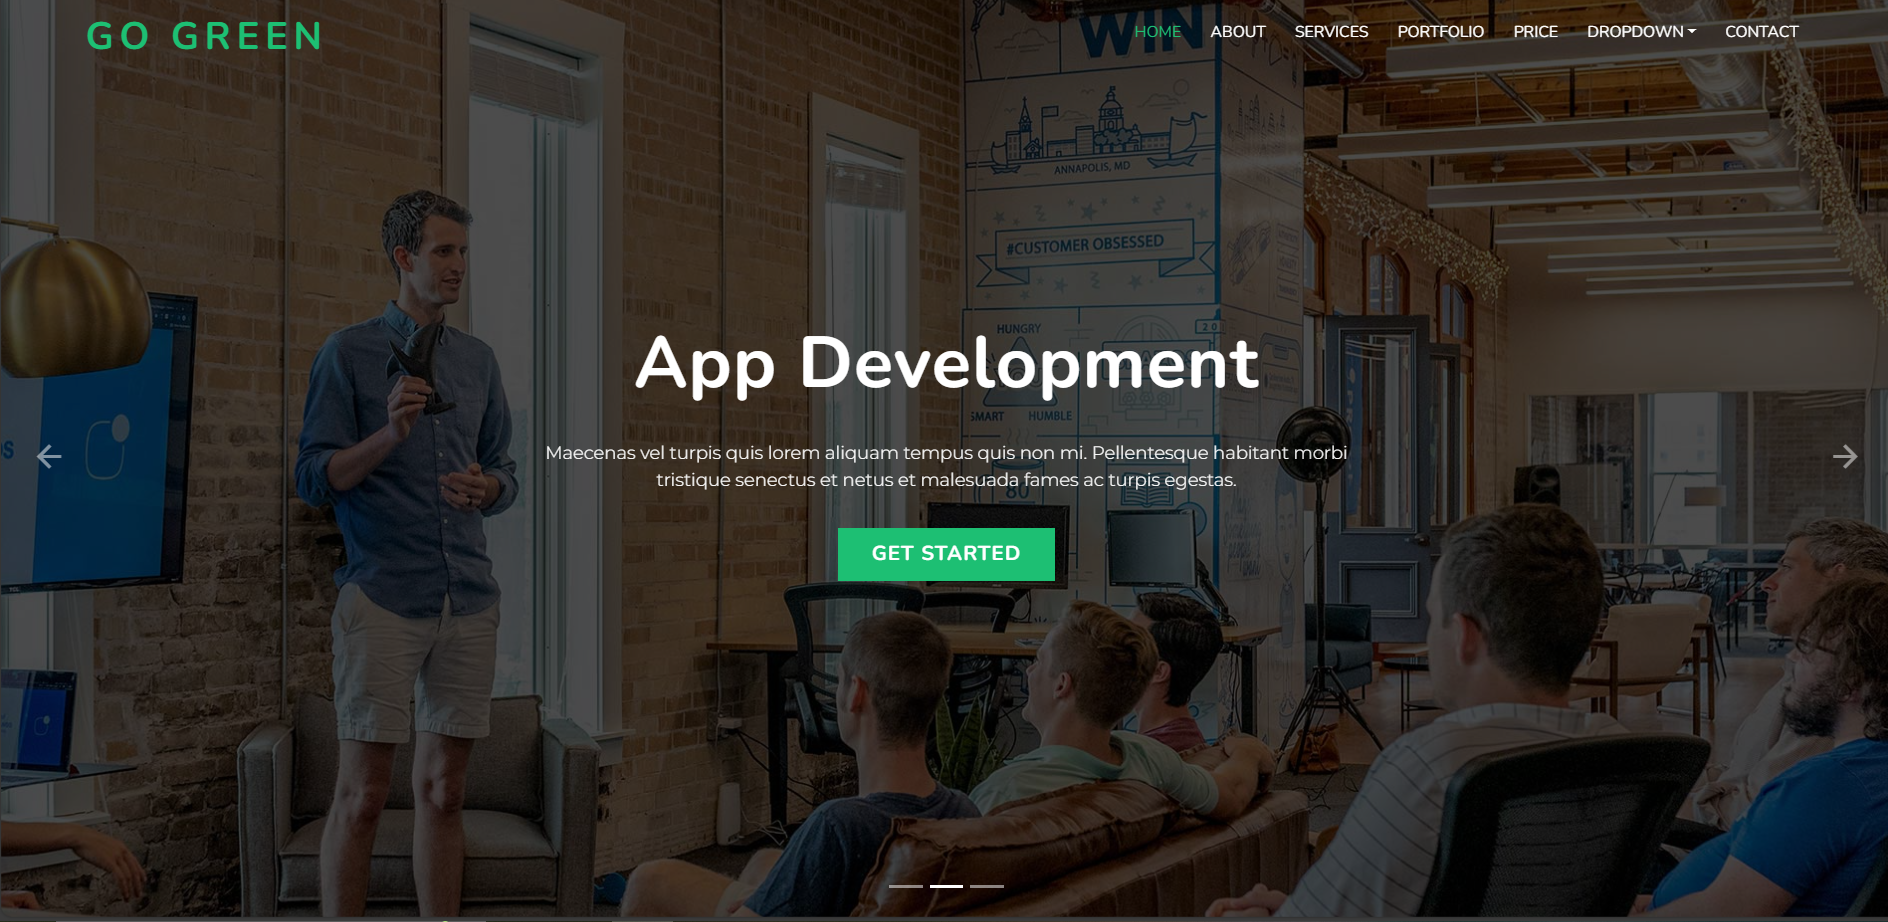 GO GREEN
HOME ABOUT SERVICES PORTFOLIO PRICE DROPDOWN CONTACT
WIN
ANNAPOLIS, MD
#CUSTOMER OBSESSED
HUNGRY
20
App Development
SMART HUMBLE
Maecenas vel turpis quis lorem aliquam tempus quis non mi. Pellentesque habitant morbi
tristique senectus et netus et malesuada fames ac turpis egestas.
80
GET STARTED